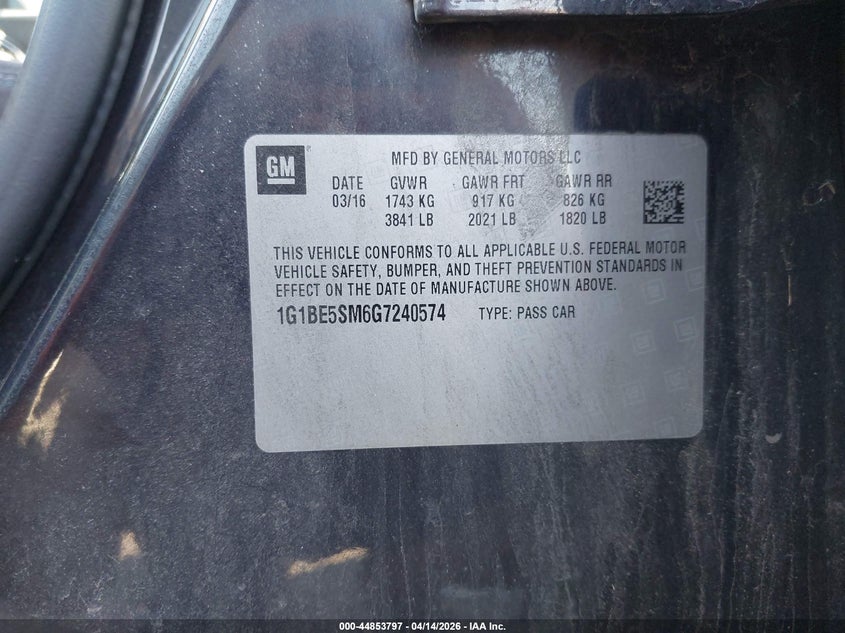 GM
MFD BY GENERAL MOTORS LLC
DATE GVWR GAWR FRT GAWR RR
03/16 1743 KG 917 KG 826 KG
3841 LB 2021 LB 1820 LB
THIS VEHICLE CONFORMS TO ALL APPLICABLE U.S. FEDERAL MOTOR
VEHICLE SAFETY, BUMPER, AND THEFT PREVENTION STANDARDS IN
EFFECT ON THE DATE OF MANUFACTURE SHOWN ABOVE.
1G1BE5SM6G7240574 TYPE: PASS CAR
000-44853797 - 04/14/2026 - IAA Inc.